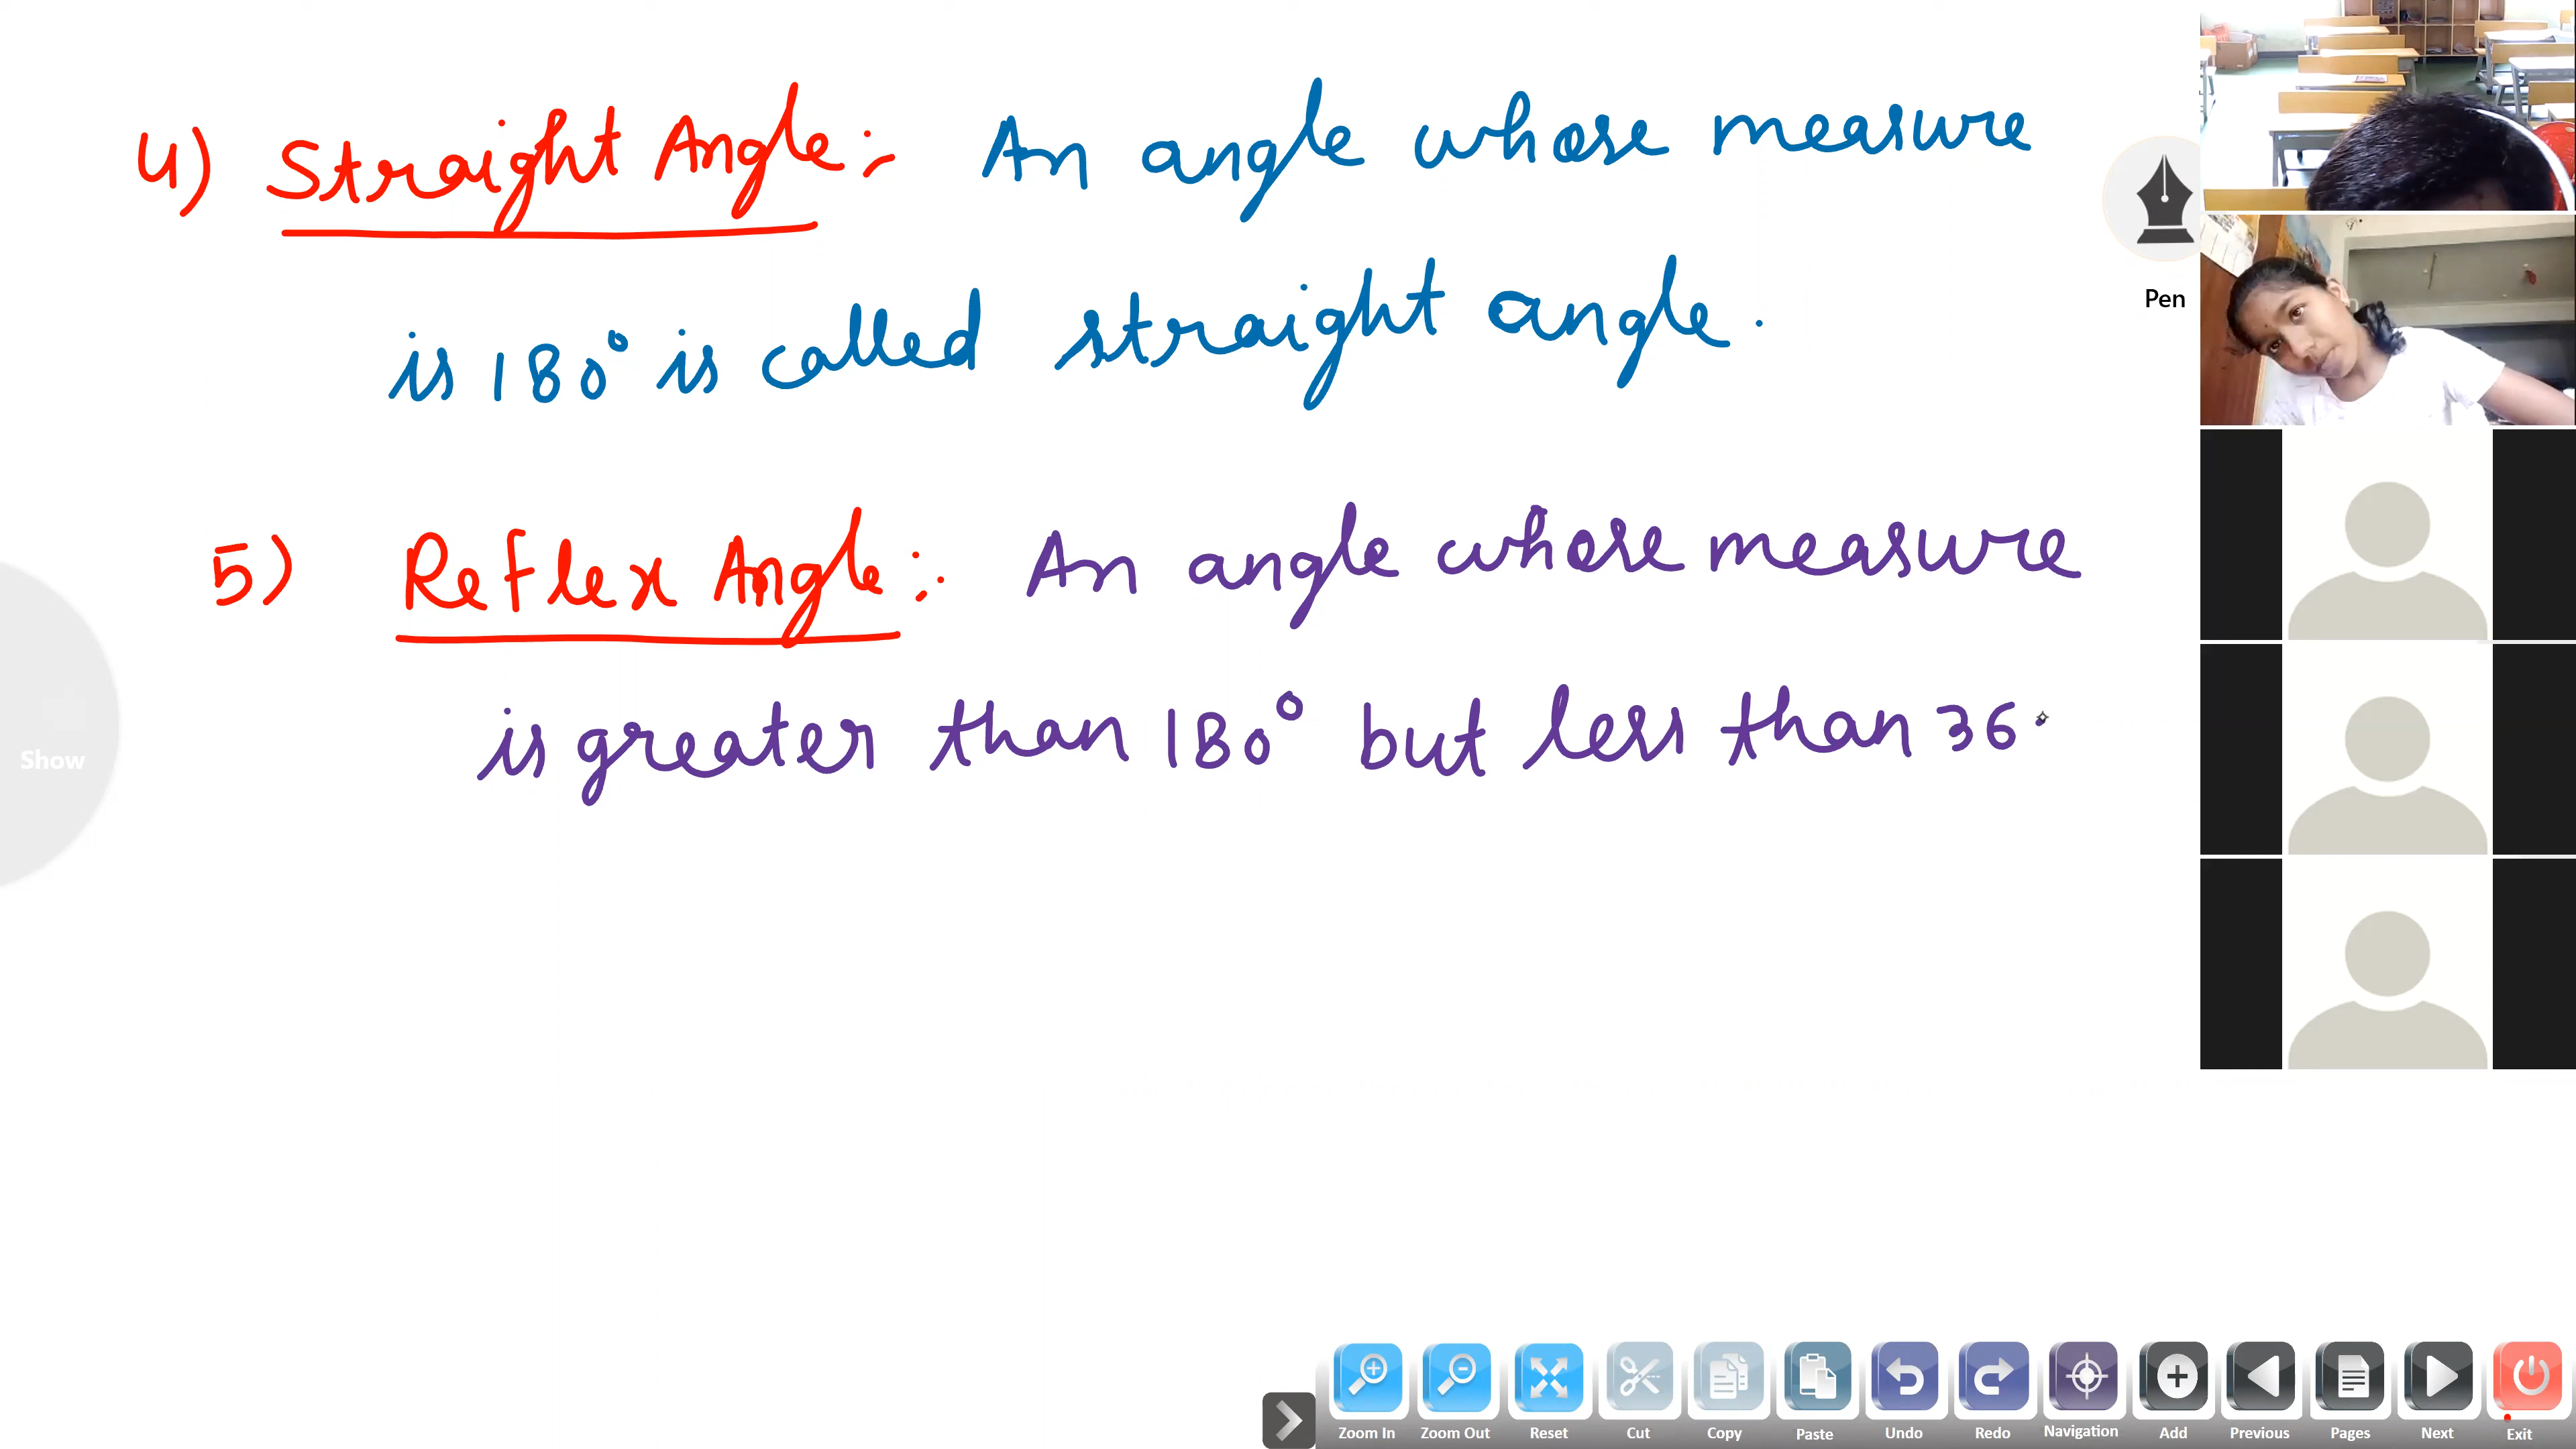 4) Straight Angle:- An angle whose measure
is 180° is called straight angle.
5) Reflex Angle:- An angle whose measure
is greater than 180° but less than 36
Pen
Show
Zoom In Zoom Out Reset Cut Copy Paste Undo Redo Navigation Add Previous Pages Next Exit